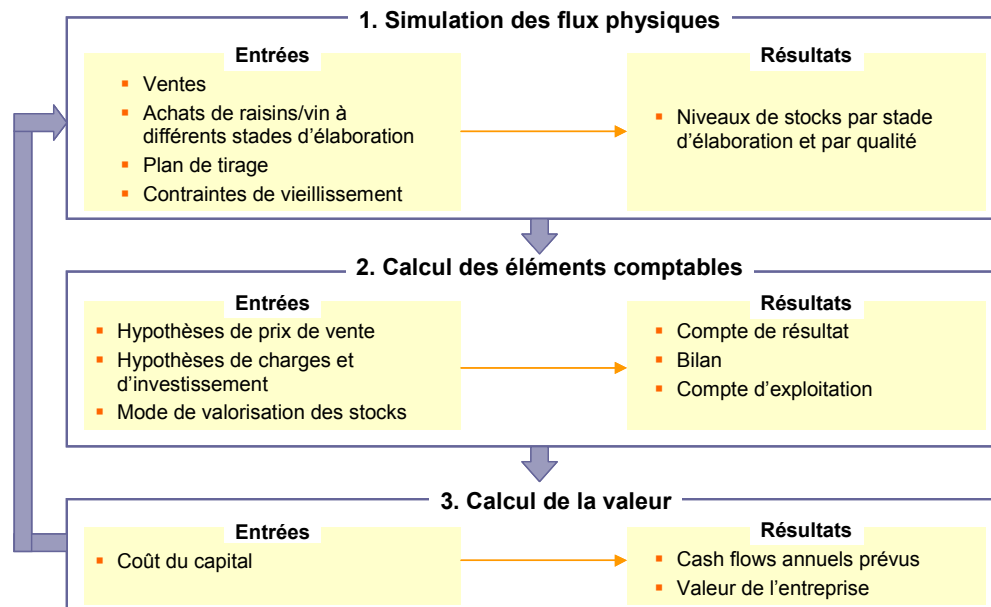 1. Simulation des flux physiques
Entrées
▪ Ventes
▪ Achats de raisins/vin à
différents stades d’élaboration
▪ Plan de tirage
▪ Contraintes de vieillissement
Résultats
▪ Niveaux de stocks par stade
d’élaboration et par qualité
2. Calcul des éléments comptables
Entrées
▪ Hypothèses de prix de vente
▪ Hypothèses de charges et
d’investissement
▪ Mode de valorisation des stocks
Résultats
▪ Compte de résultat
▪ Bilan
▪ Compte d’exploitation
3. Calcul de la valeur
Entrées
▪ Coût du capital
Résultats
▪ Cash flows annuels prévus
▪ Valeur de l’entreprise